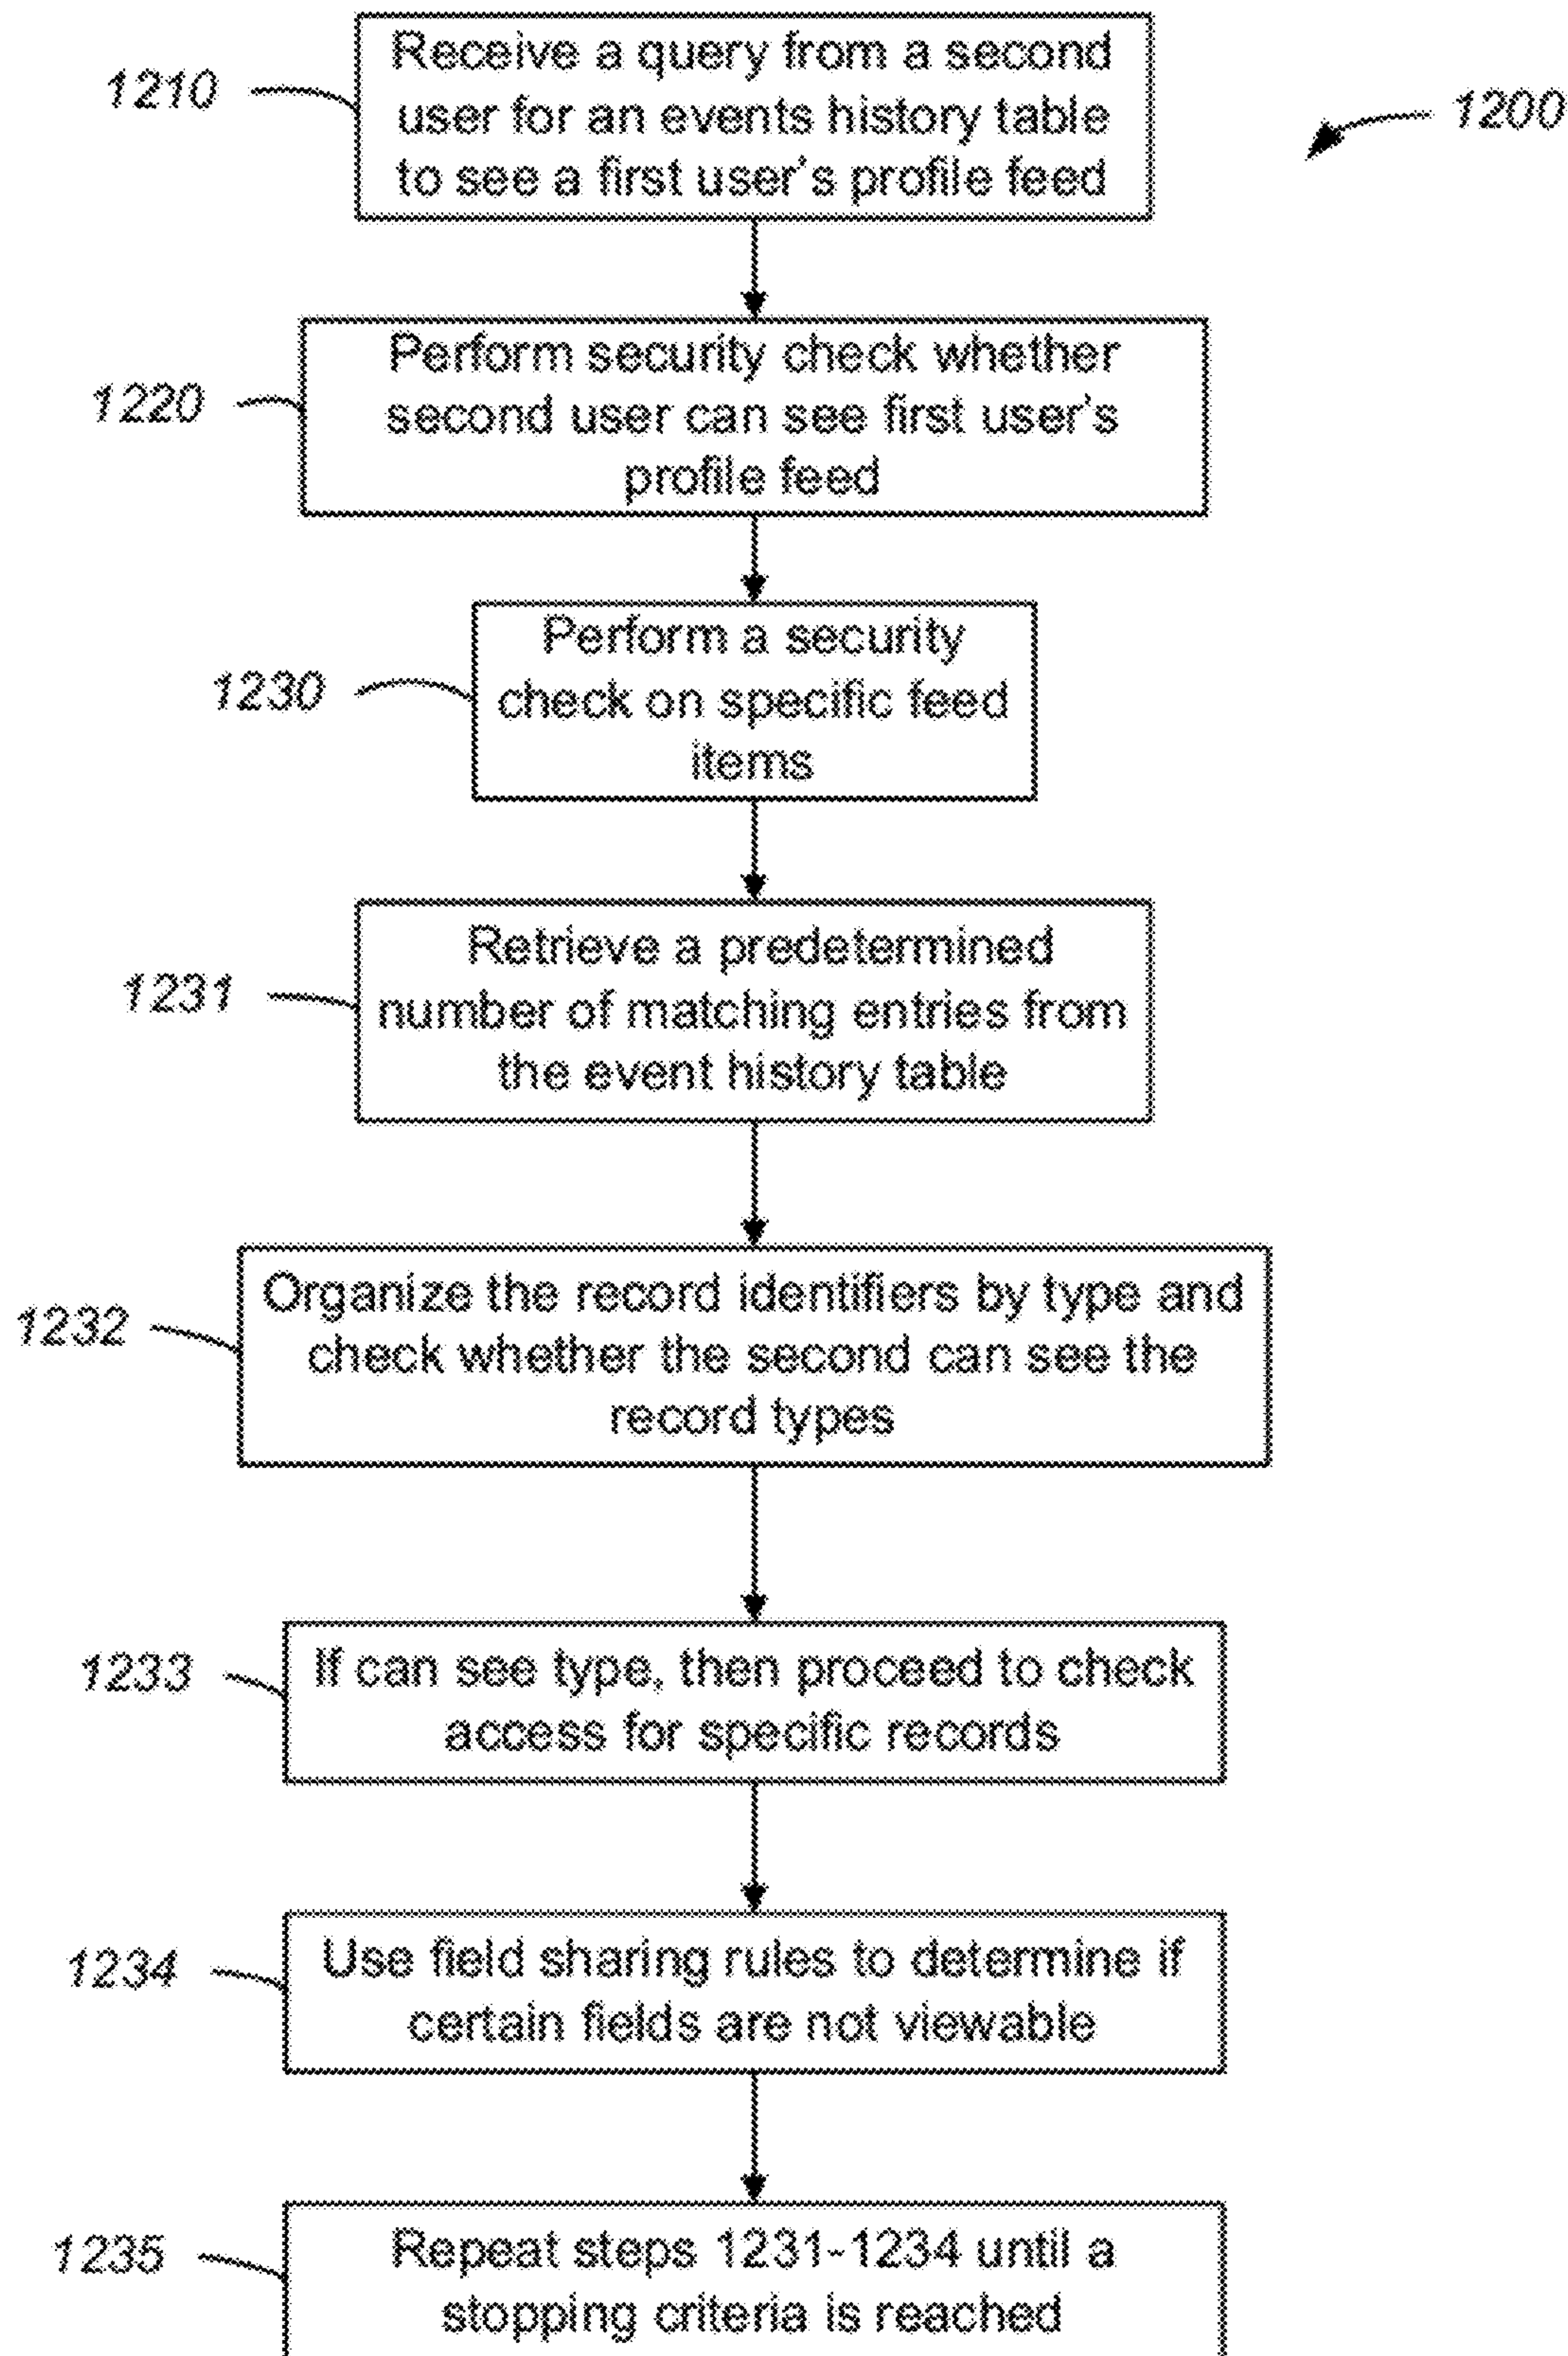 1200
1210
Receive a query from a second
user for an events history table
to see a first user's profile feed
1220
Perform security check whether
second user can see first user's
profile feed
1230
Perform a security
check on specific feed
items
1231
Retrieve a predetermined
number of matching entries from
the event history table
1232
Organize the record identifiers by type and
check whether the second can see the
record types
1233
If can see type, then proceed to check
access for specific records
1234
Use field sharing rules to determine if
certain fields are not viewable
1235
Repeat steps 1231-1234 until a
stopping criteria is reached